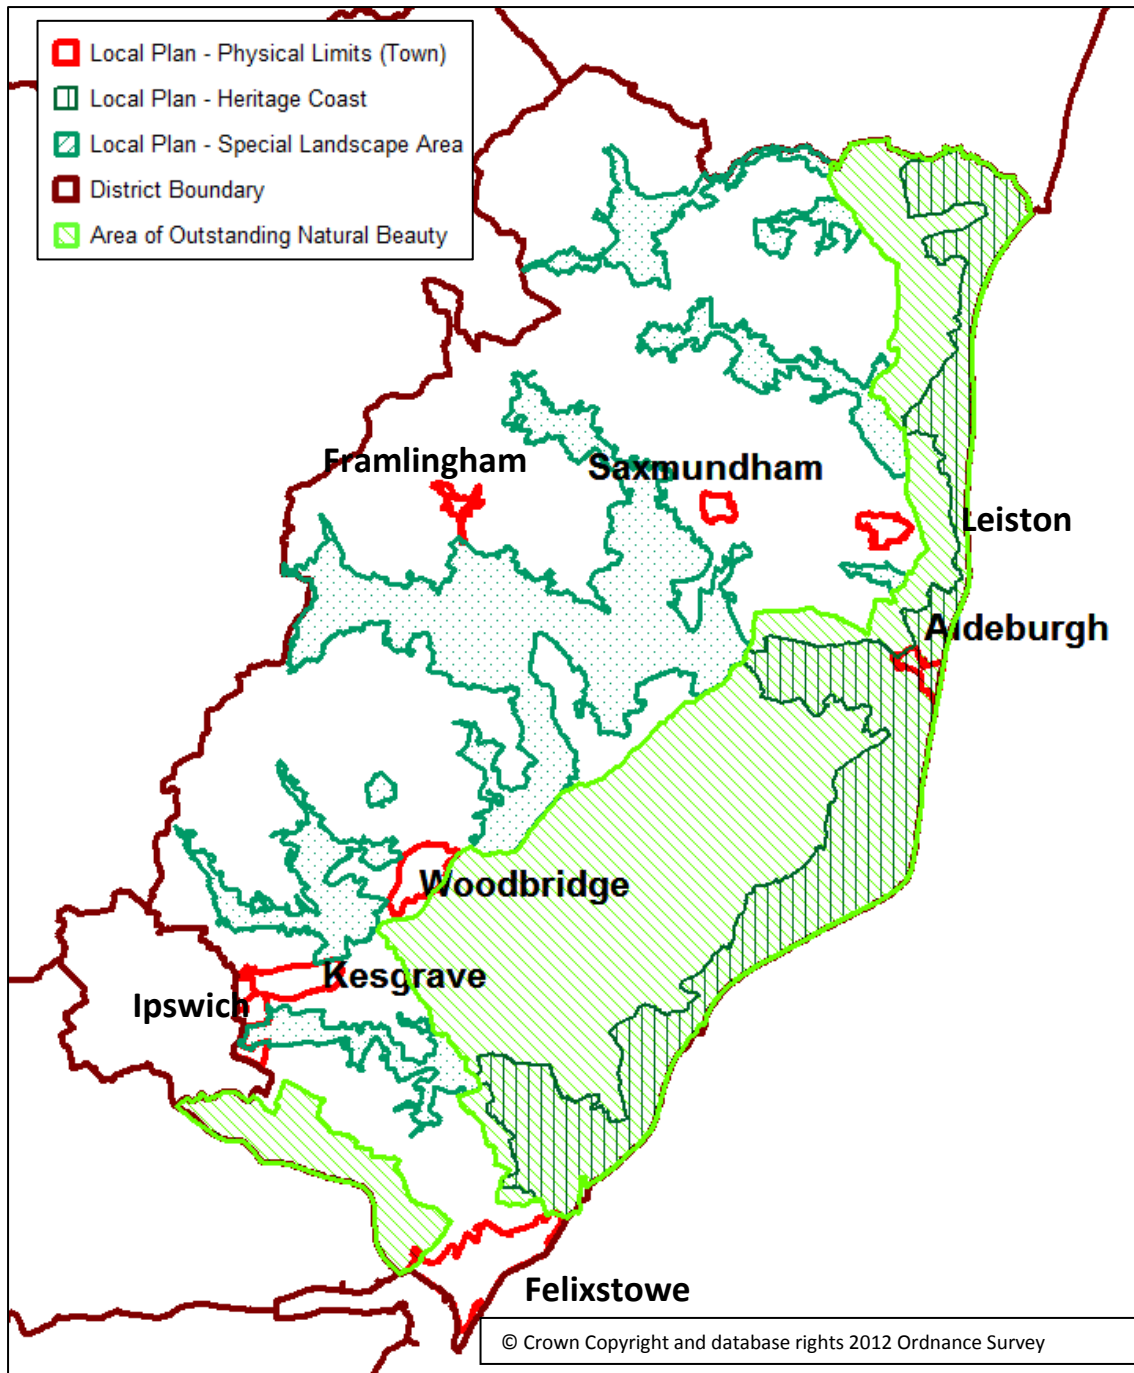 Local Plan - Physical Limits (Town)
Local Plan - Heritage Coast
Local Plan - Special Landscape Area
District Boundary
Area of Outstanding Natural Beauty
Framlingham
Saxmundham
Leiston
Aldeburgh
Woodbridge
Kesgrave
Ipswich
Felixstowe
© Crown Copyright and database rights 2012 Ordnance Survey